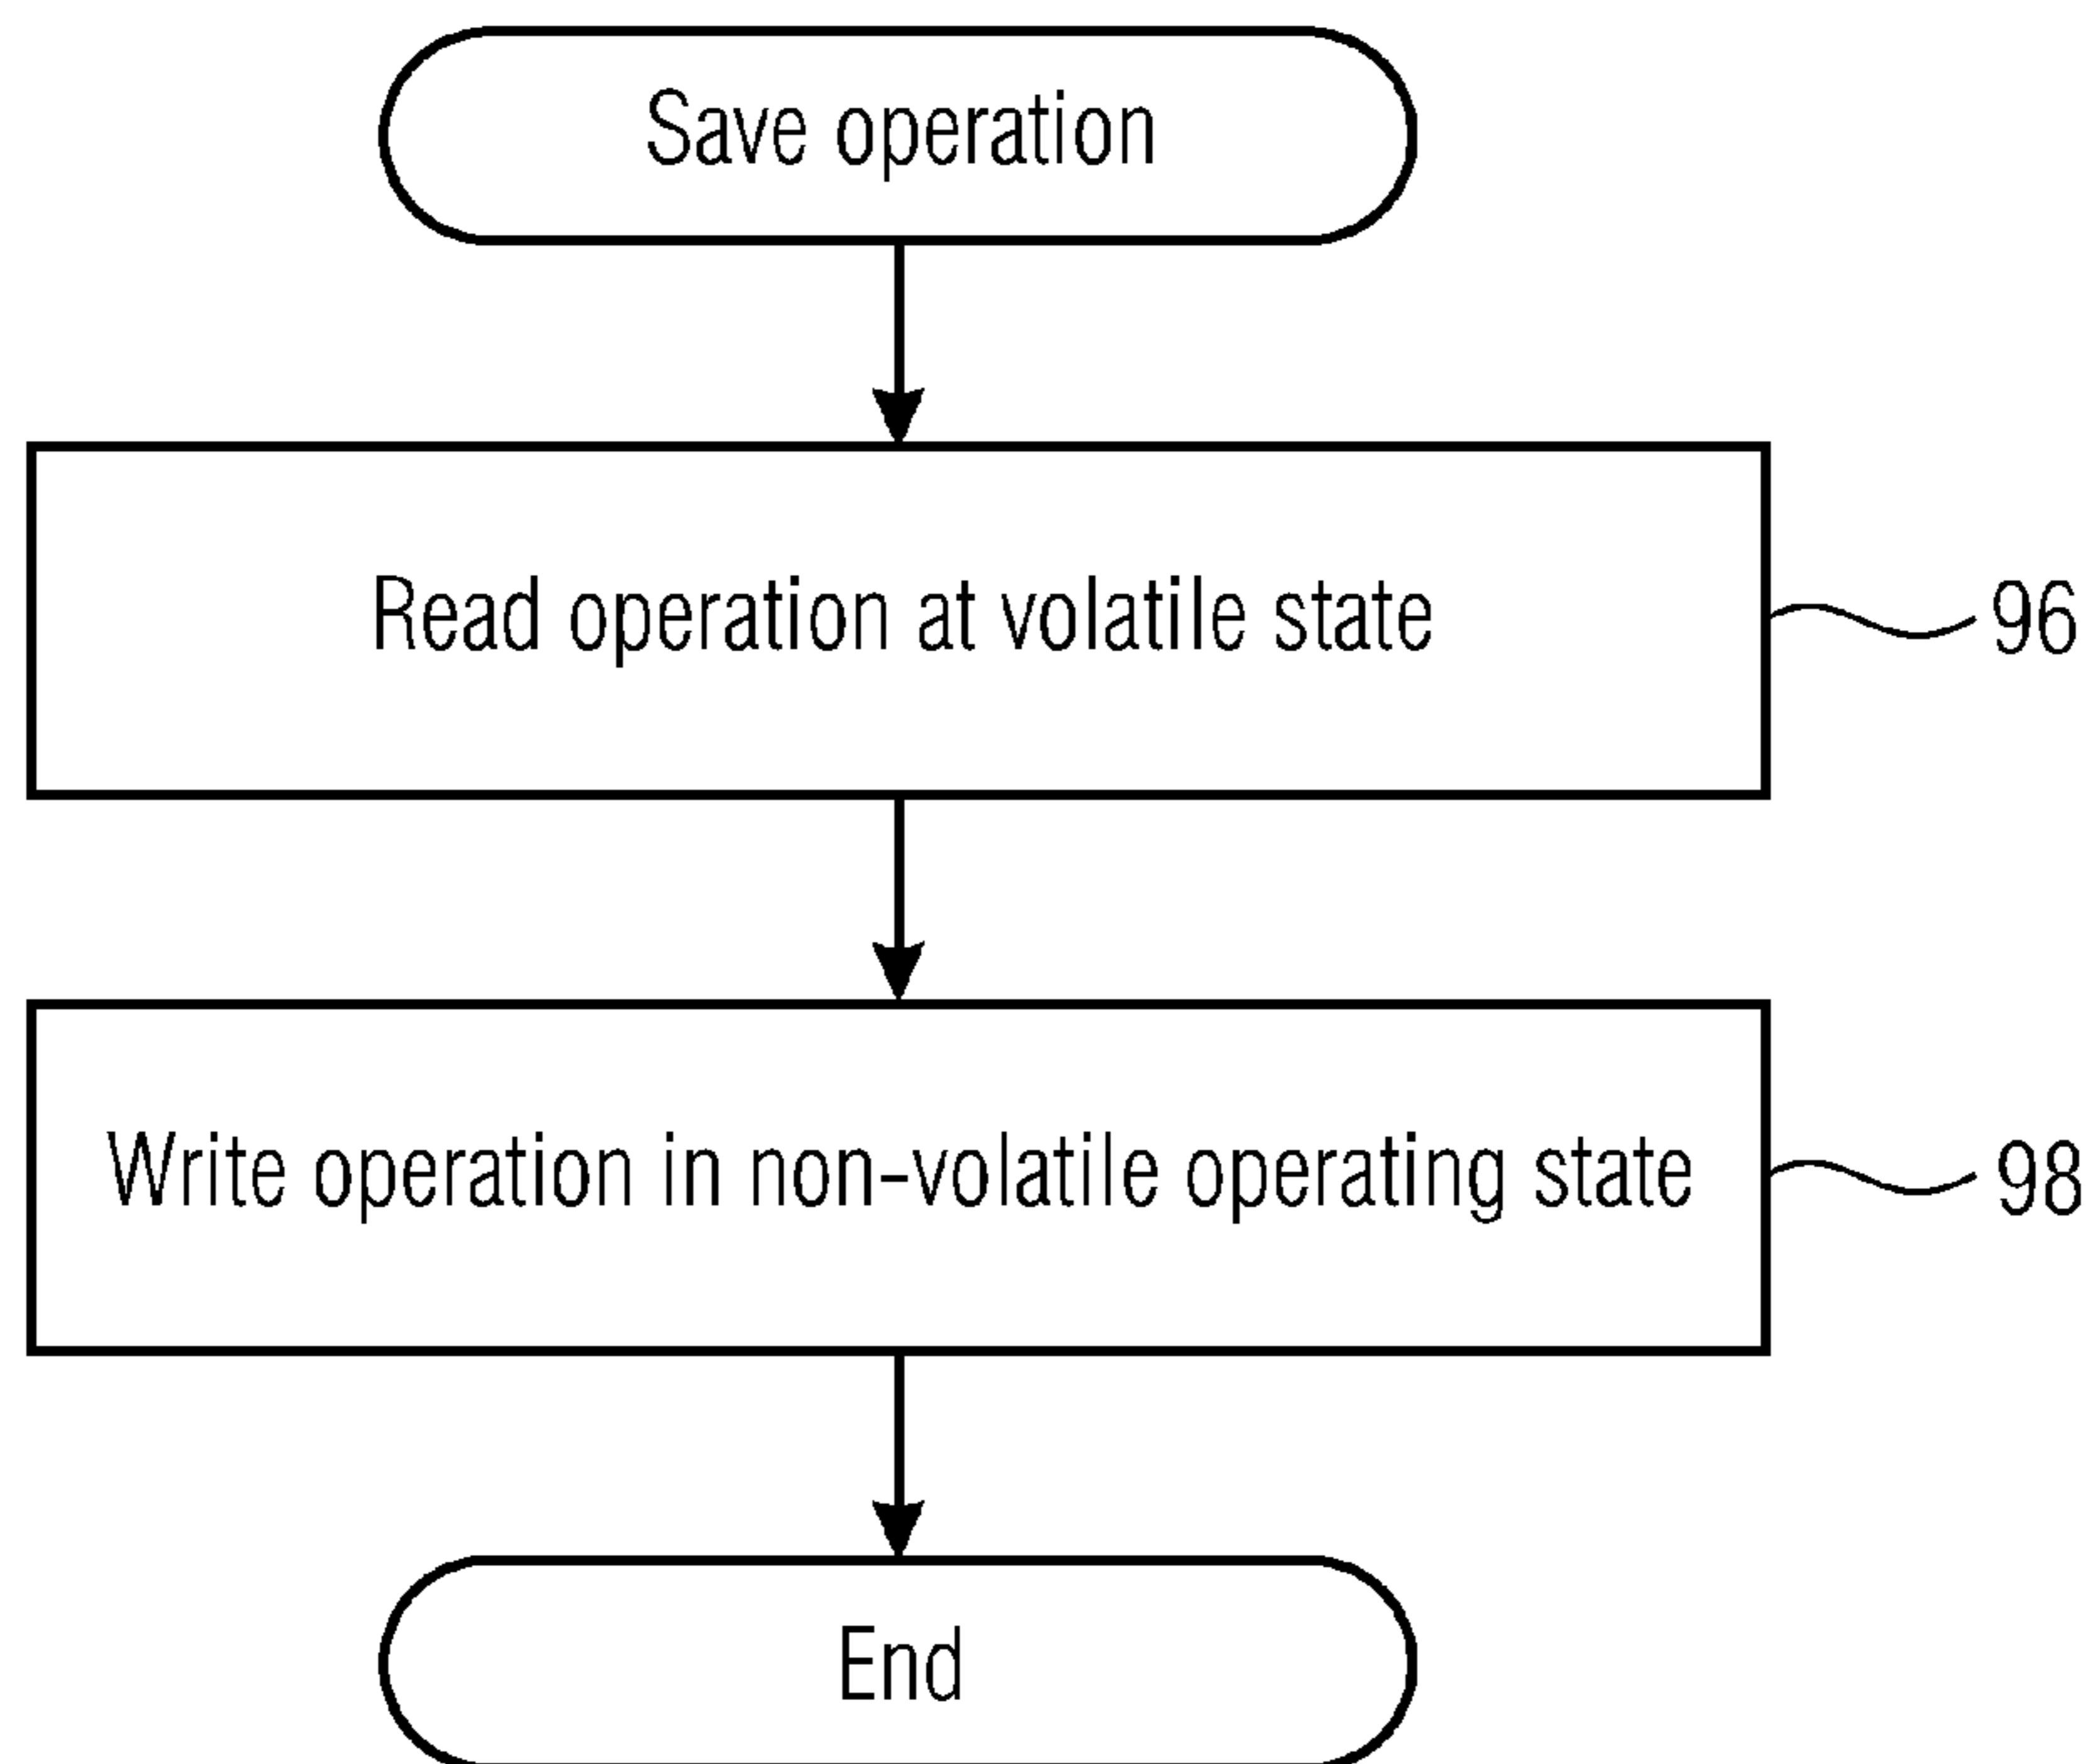 Save operation
Read operation at volatile state
96
Write operation in non-volatile operating state
98
End